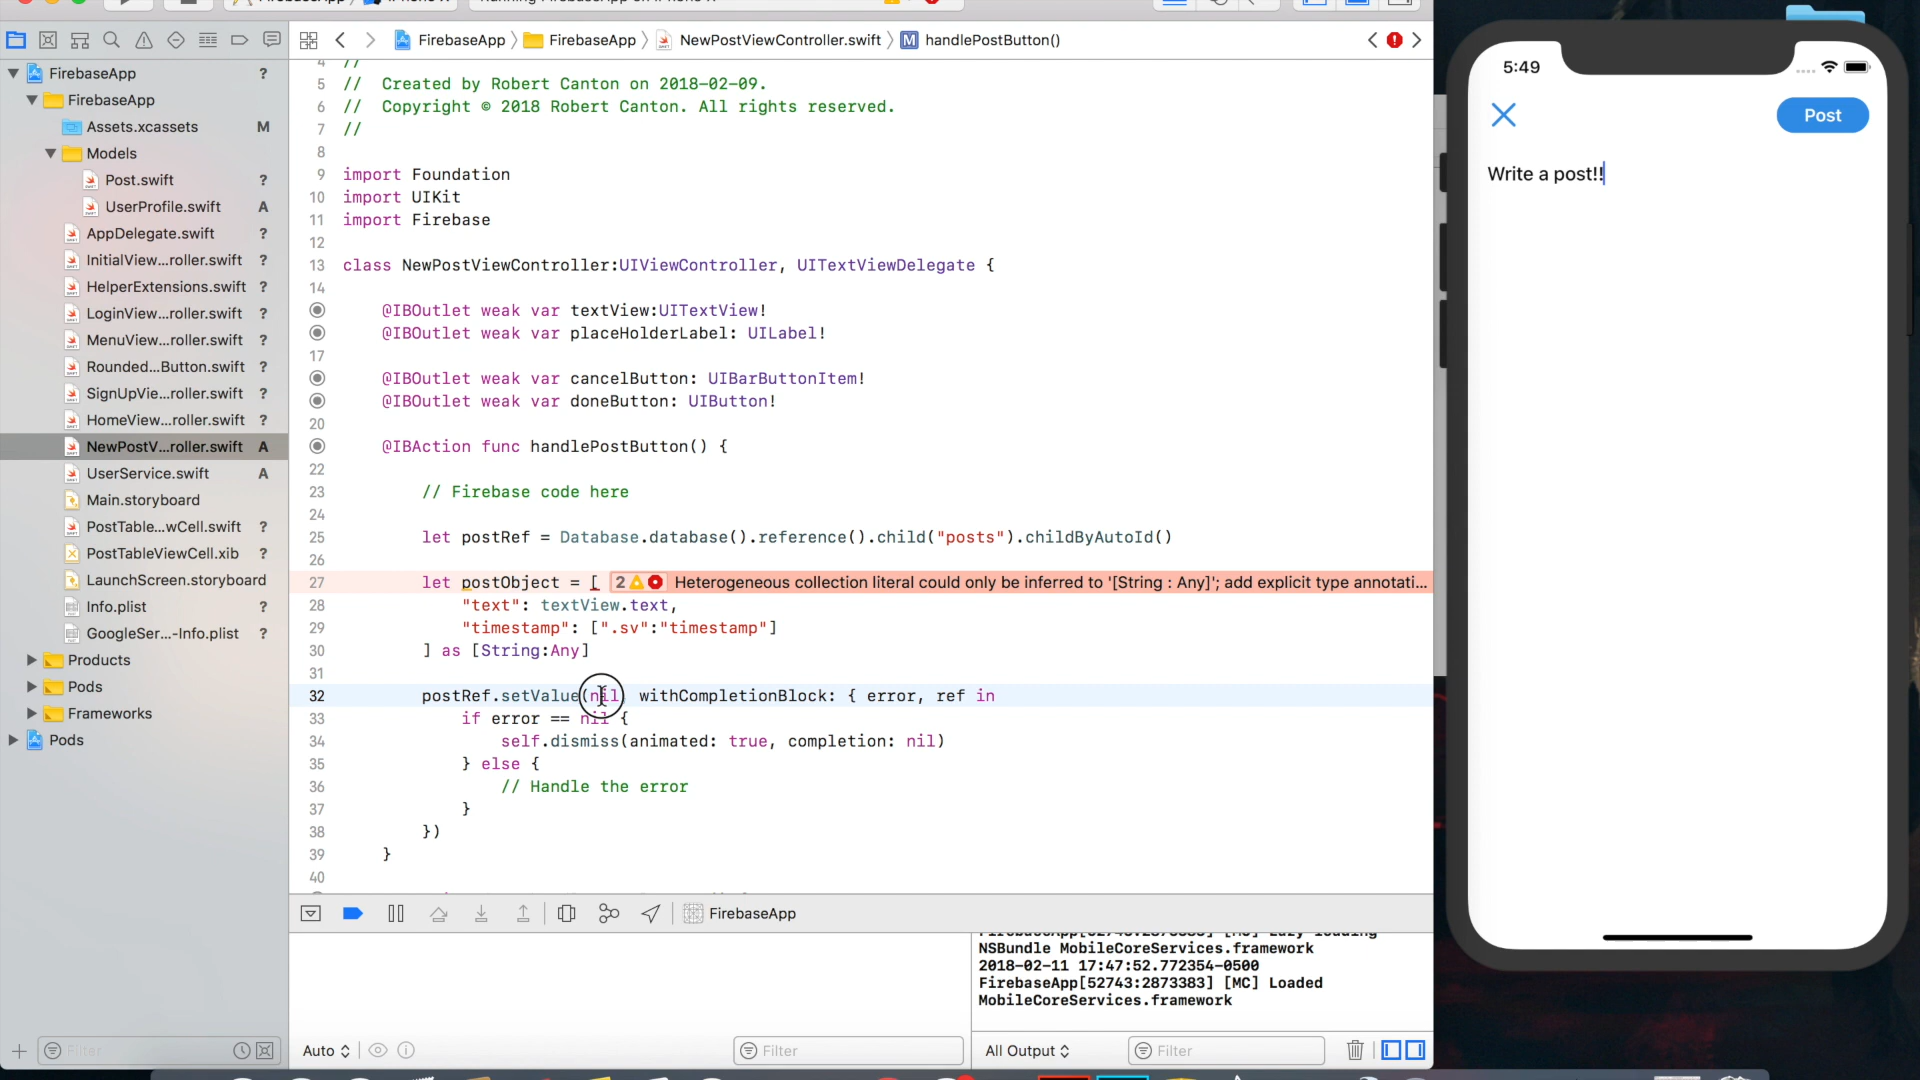 FirebaseApp
FirebaseApp
NewPostViewController.swift
M
handlePostButton()
FirebaseApp ?
FirebaseApp
Assets.xcassets M
Models
Post.swift ?
UserProfile.swift A
AppDelegate.swift ?
InitialView...roller.swift ?
HelperExtensions.swift ?
LoginView...roller.swift ?
MenuView...roller.swift ?
Rounded...Button.swift ?
SignUpVie...roller.swift ?
HomeView...roller.swift ?
NewPostV...roller.swift A
UserService.swift A
Main.storyboard
PostTable...wCell.swift ?
PostTableViewCell.xib ?
LaunchScreen.storyboard
Info.plist ?
GoogleSer...-Info.plist ?
Products
Pods
Frameworks
Pods
Filter
4 //
5 // Created by Robert Canton on 2018-02-09.
6 // Copyright © 2018 Robert Canton. All rights reserved.
7 //
8
9 import Foundation
10 import UIKit
11 import Firebase
12
13 class NewPostViewController:UIViewController, UITextViewDelegate {
14
@IBOutlet weak var textView:UITextView!
@IBOutlet weak var placeHolderLabel: UILabel!
17
@IBOutlet weak var cancelButton: UIBarButtonItem!
@IBOutlet weak var doneButton: UIButton!
20
@IBAction func handlePostButton() {
22
23 // Firebase code here
24
25 let postRef = Database.database().reference().child("posts").childByAutoId()
26
27 let postObject = [ 2 Heterogeneous collection literal could only be inferred to '[String : Any]'; add explicit type annotati...
28 "text": textView.text,
29 "timestamp": [".sv":"timestamp"]
30 ] as [String:Any]
31
32 postRef.setValue(nil, withCompletionBlock: { error, ref in
33 if error == nil {
34 self.dismiss(animated: true, completion: nil)
35 } else {
36 // Handle the error
37 }
38 })
39 }
40
FirebaseApp
NSBundle MobileCoreServices.framework
2018-02-11 17:47:52.772354-0500
FirebaseApp[52743:2873383] [MC] Loaded
MobileCoreServices.framework
Auto
Filter
All Output
Filter
5:49
Post
Write a post!!